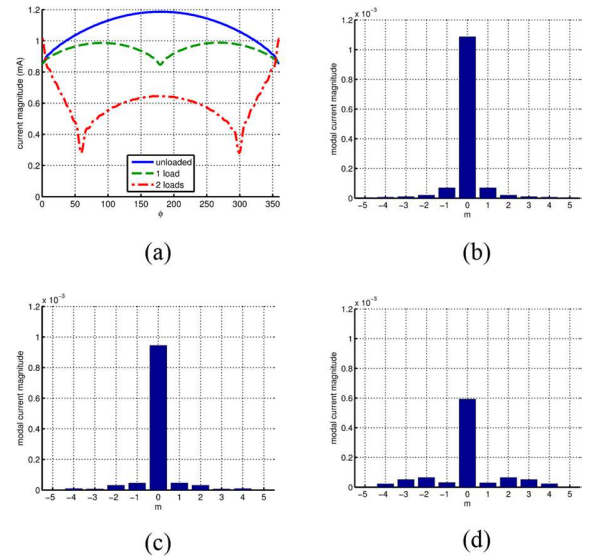 1.2
1
0.8
0.6
0.4
0.2
0
current magnitude (mA)
0 50 100 150 200 250 300 350
ϕ
unloaded
1 load
2 loads
(a)
x 10⁻³
1.2
1
0.8
0.6
0.4
0.2
0
modal current magnitude
−5 −4 −3 −2 −1 0 1 2 3 4 5
m
(b)
x 10⁻³
1.2
1
0.8
0.6
0.4
0.2
0
modal current magnitude
−5 −4 −3 −2 −1 0 1 2 3 4 5
m
(c)
x 10⁻³
1.2
1
0.8
0.6
0.4
0.2
0
modal current magnitude
−5 −4 −3 −2 −1 0 1 2 3 4 5
m
(d)